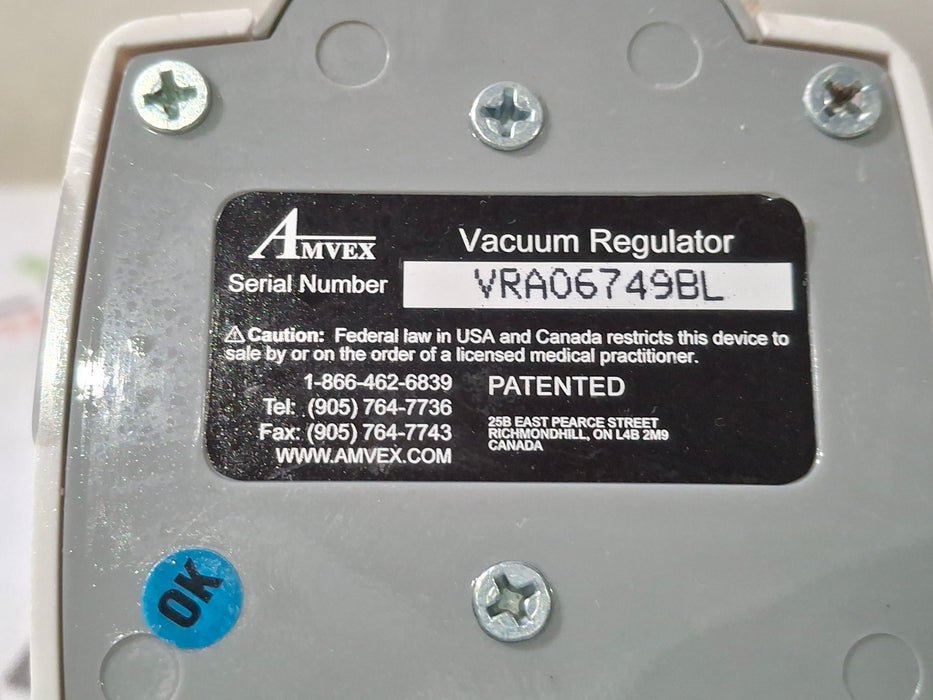 AMVEX
Vacuum Regulator
Serial Number
VRA06749BL
Caution: Federal law in USA and Canada restricts this device to
sale by or on the order of a licensed medical practitioner.
1-866-462-6839
Tel: (905) 764-7736
Fax: (905) 764-7743
WWW.AMVEX.COM
PATENTED
25B EAST PEARCE STREET
RICHMONDHILL, ON L4B 2M9
CANADA
OK